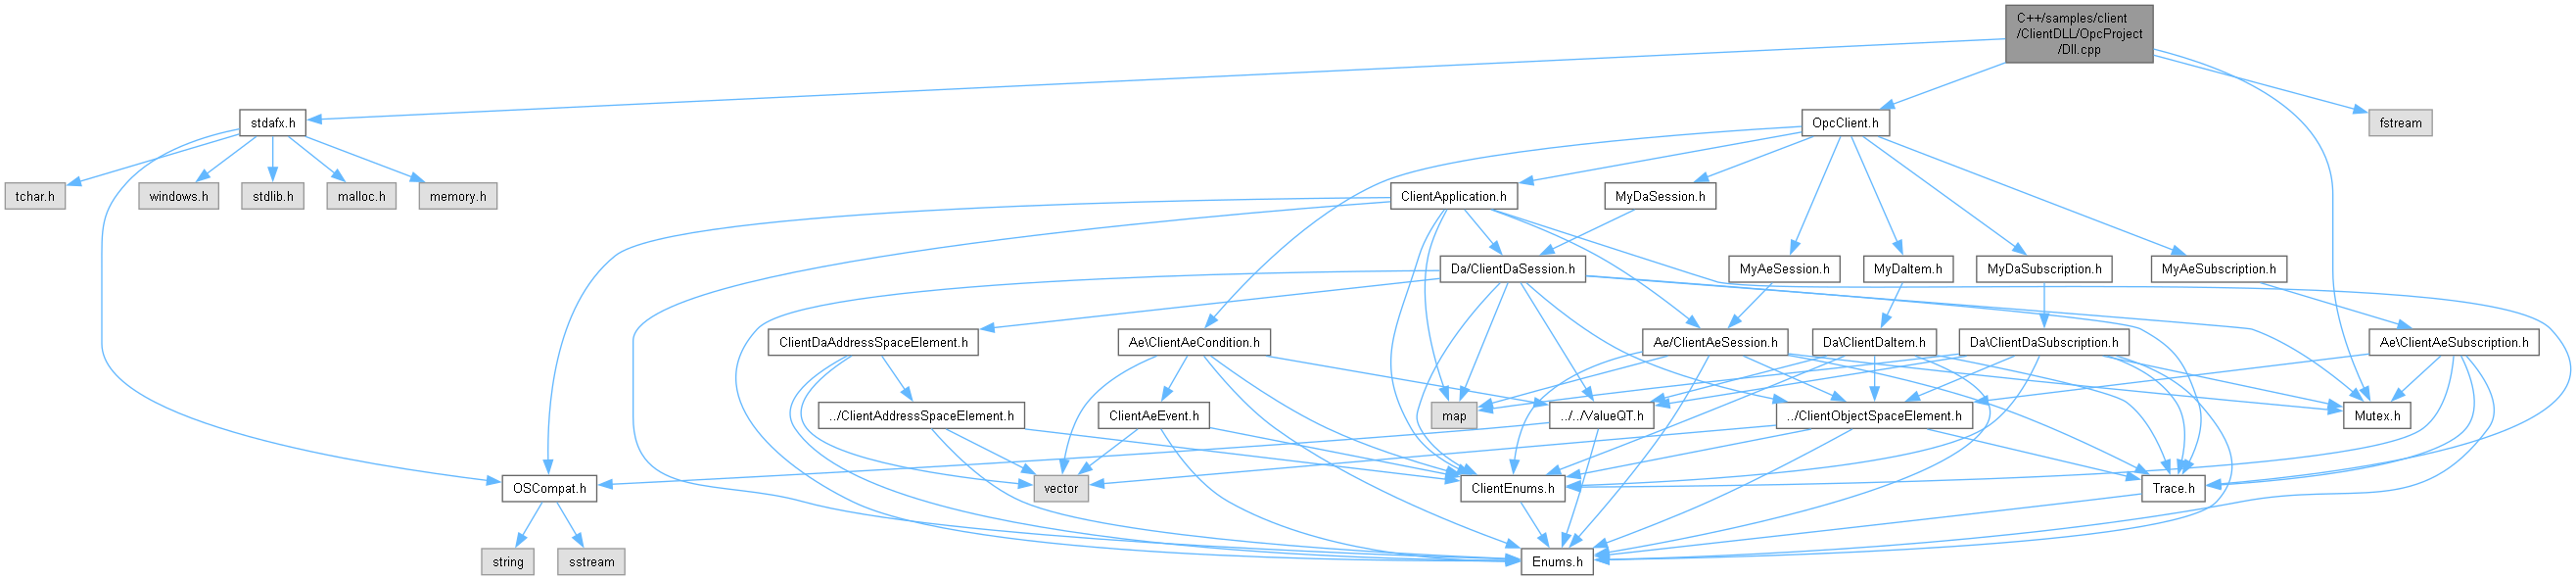 C++/samples/client
/ClientDLL/OpcProject
/Dll.cpp
stdafx.h
OpcClient.h
fstream
tchar.h
windows.h
stdlib.h
malloc.h
memory.h
ClientApplication.h
MyDaSession.h
Da/ClientDaSession.h
MyAeSession.h
MyDaItem.h
MyDaSubscription.h
MyAeSubscription.h
ClientDaAddressSpaceElement.h
Ae\ClientAeCondition.h
Ae/ClientAeSession.h
Da\ClientDaItem.h
Da\ClientDaSubscription.h
Ae\ClientAeSubscription.h
../ClientAddressSpaceElement.h
ClientAeEvent.h
map
../../ValueQT.h
../ClientObjectSpaceElement.h
Mutex.h
OSCompat.h
vector
ClientEnums.h
Trace.h
string
sstream
Enums.h